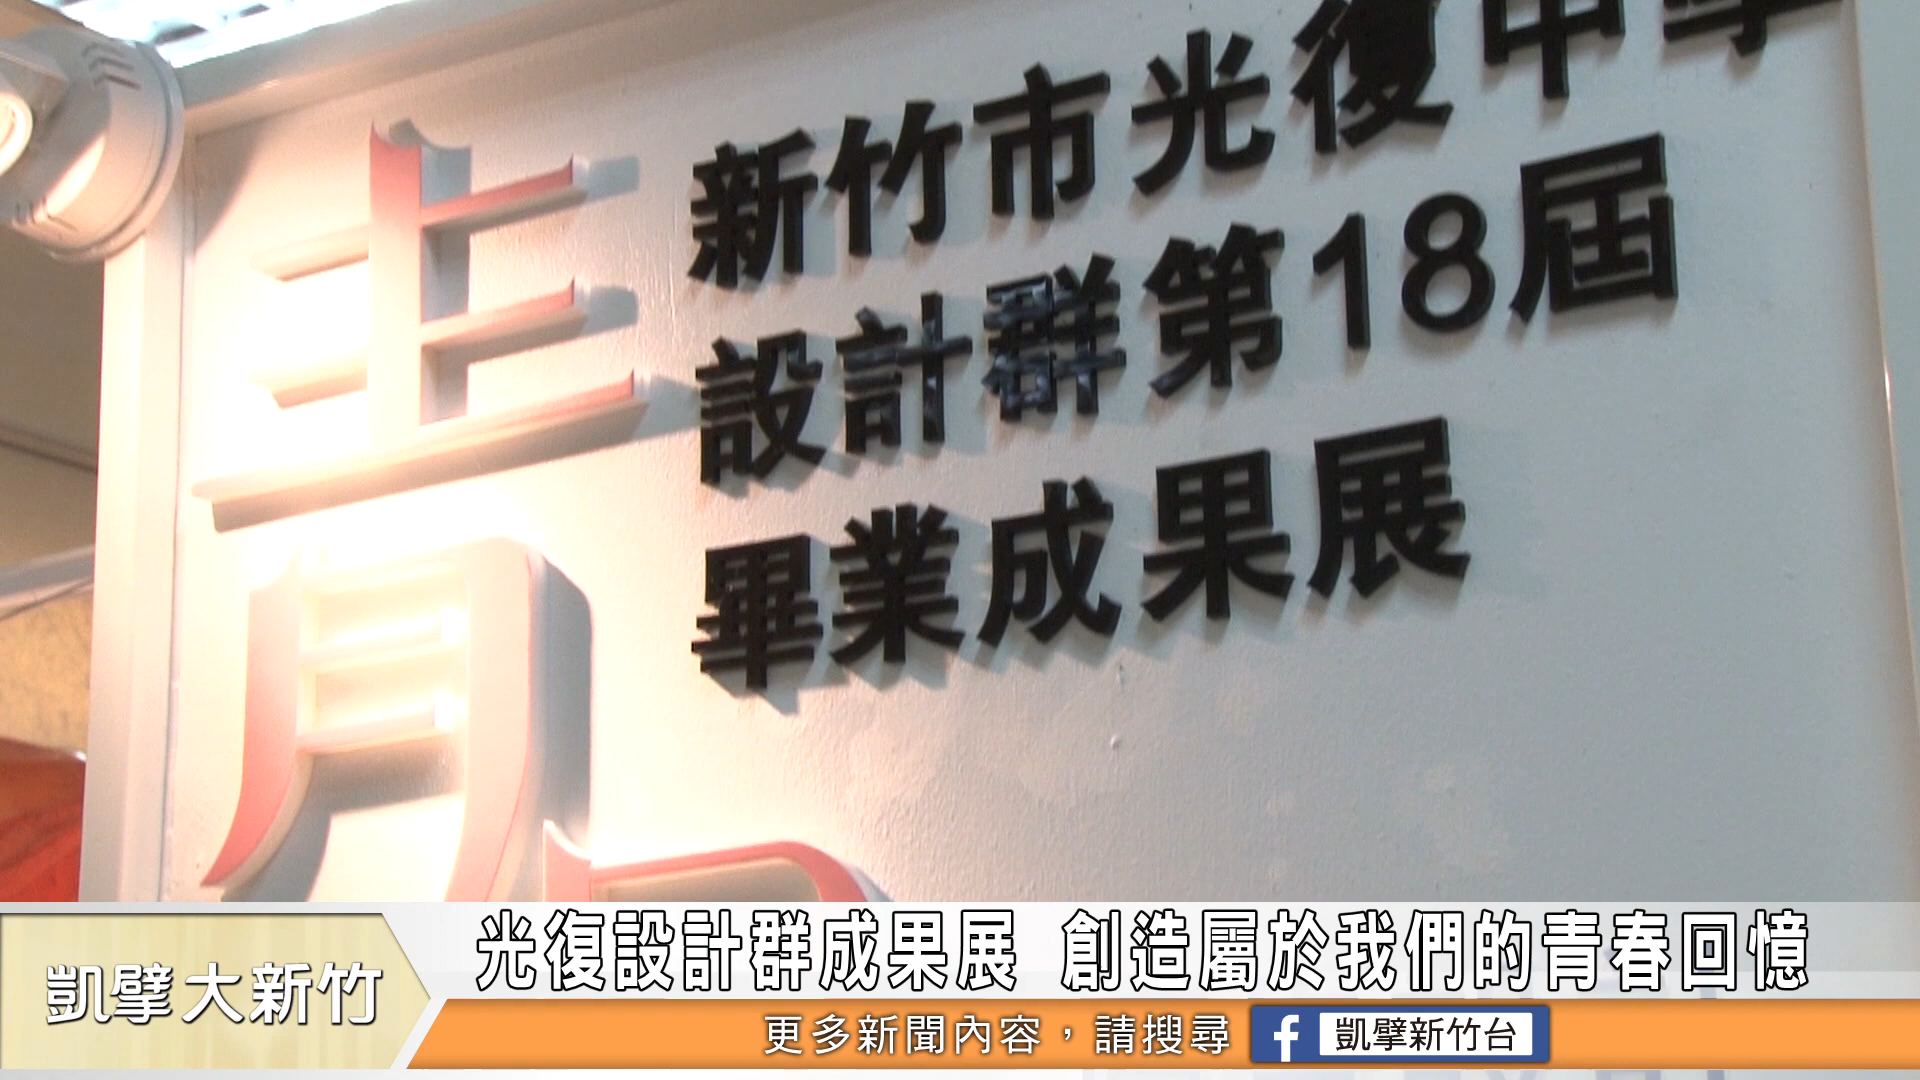 青
新竹市光復中學
設計群第18屆
畢業成果展
凱擘大新竹
光復設計群成果展 創造屬於我們的青春回憶
更多新聞內容，請搜尋 f 凱擘新竹台